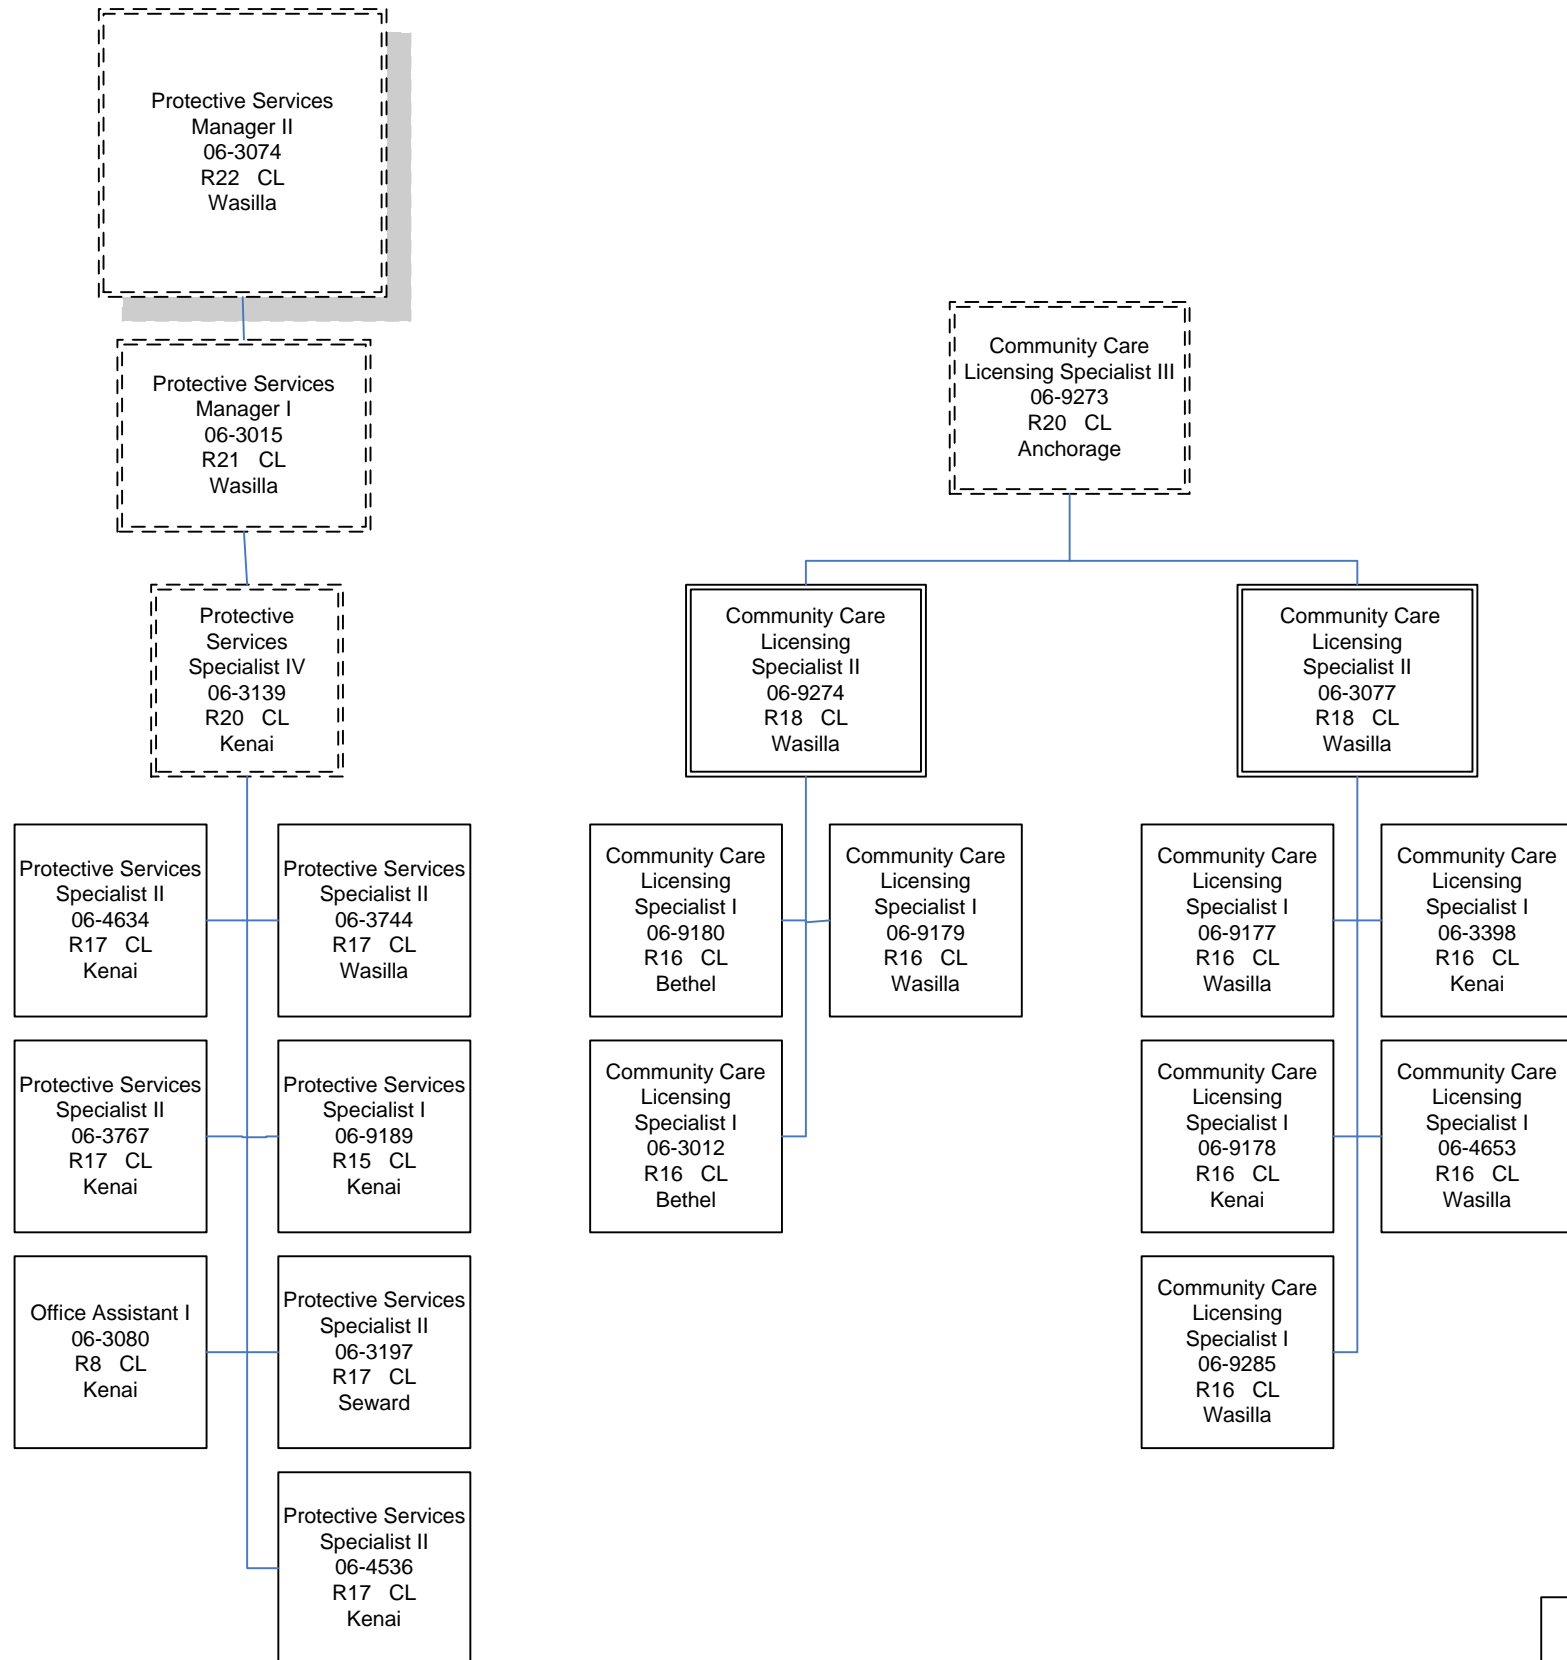 Protective Services
Manager II
06-3074
R22 CL
Wasilla
Protective Services
Manager I
06-3015
R21 CL
Wasilla
Community Care
Licensing Specialist III
06-9273
R20 CL
Anchorage
Protective
Services
Specialist IV
06-3139
R20 CL
Kenai
Community Care
Licensing
Specialist II
06-9274
R18 CL
Wasilla
Community Care
Licensing
Specialist II
06-3077
R18 CL
Wasilla
Protective Services
Specialist II
06-4634
R17 CL
Kenai
Protective Services
Specialist II
06-3744
R17 CL
Wasilla
Community Care
Licensing
Specialist I
06-9180
R16 CL
Bethel
Community Care
Licensing
Specialist I
06-9179
R16 CL
Wasilla
Community Care
Licensing
Specialist I
06-9177
R16 CL
Wasilla
Community Care
Licensing
Specialist I
06-3398
R16 CL
Kenai
Protective Services
Specialist II
06-3767
R17 CL
Kenai
Protective Services
Specialist I
06-9189
R15 CL
Kenai
Community Care
Licensing
Specialist I
06-3012
R16 CL
Bethel
Community Care
Licensing
Specialist I
06-9178
R16 CL
Kenai
Community Care
Licensing
Specialist I
06-4653
R16 CL
Wasilla
Office Assistant I
06-3080
R8 CL
Kenai
Protective Services
Specialist II
06-3197
R17 CL
Seward
Community Care
Licensing
Specialist I
06-9285
R16 CL
Wasilla
Protective Services
Specialist II
06-4536
R17 CL
Kenai